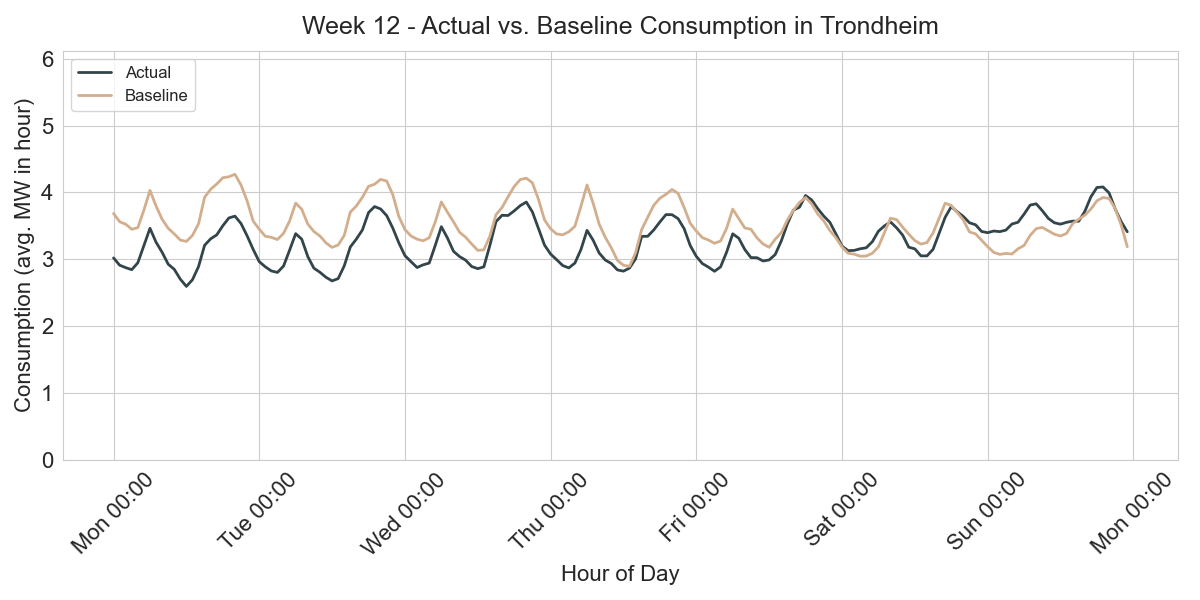 Week 12 - Actual vs. Baseline Consumption in Trondheim
Actual
Baseline
Consumption (avg. MW in hour)
6
5
4
3
2
1
0
Mon 00:00
Tue 00:00
Wed 00:00
Thu 00:00
Fri 00:00
Sat 00:00
Sun 00:00
Mon 00:00
Hour of Day